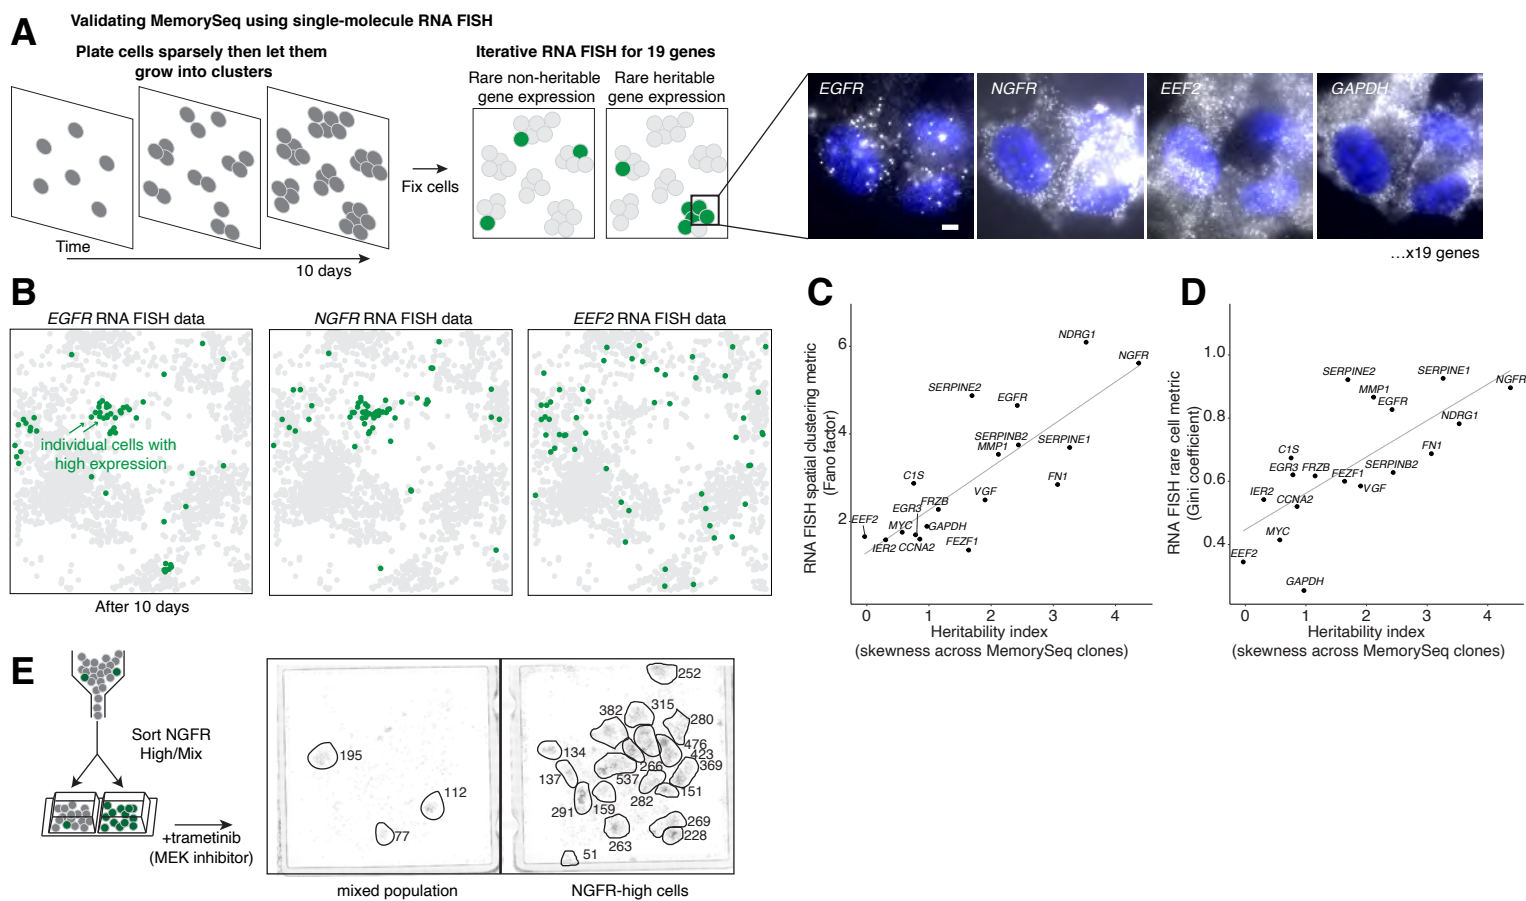 A
Validating MemorySeq using single-molecule RNA FISH
Plate cells sparsely then let them
grow into clusters
Time
10 days
Fix cells
Iterative RNA FISH for 19 genes
Rare non-heritable
gene expression
Rare heritable
gene expression
EGFR
NGFR
EEF2
GAPDH
...x19 genes
B
EGFR RNA FISH data
NGFR RNA FISH data
EEF2 RNA FISH data
individual cells with
high expression
After 10 days
C
RNA FISH spatial clustering metric
(Fano factor)
6
4
2
NDRG1
NGFR
SERPINE2
EGFR
SERPINB2
MMP1
SERPINE1
C1S
FN1
VGF
FRZB
EGR3
EEF2
MYC
GAPDH
IER2
CCNA2
FEZF1
0
1
2
3
4
Heritability index
(skewness across MemorySeq clones)
D
RNA FISH rare cell metric
(Gini coefficient)
1.0
0.8
0.6
0.4
SERPINE2
SERPINE1
NGFR
MMP1
EGFR
NDRG1
FN1
C1S
EGR3
FRZB
FEZF1
SERPINB2
VGF
IER2
CCNA2
MYC
EEF2
GAPDH
0
1
2
3
4
Heritability index
(skewness across MemorySeq clones)
E
Sort NGFR
High/Mix
+trametinib
(MEK inhibitor)
195
112
77
mixed population
252
315
382
280
476
423
134
266
369
137
537
151
282
291
159
269
228
263
51
NGFR-high cells